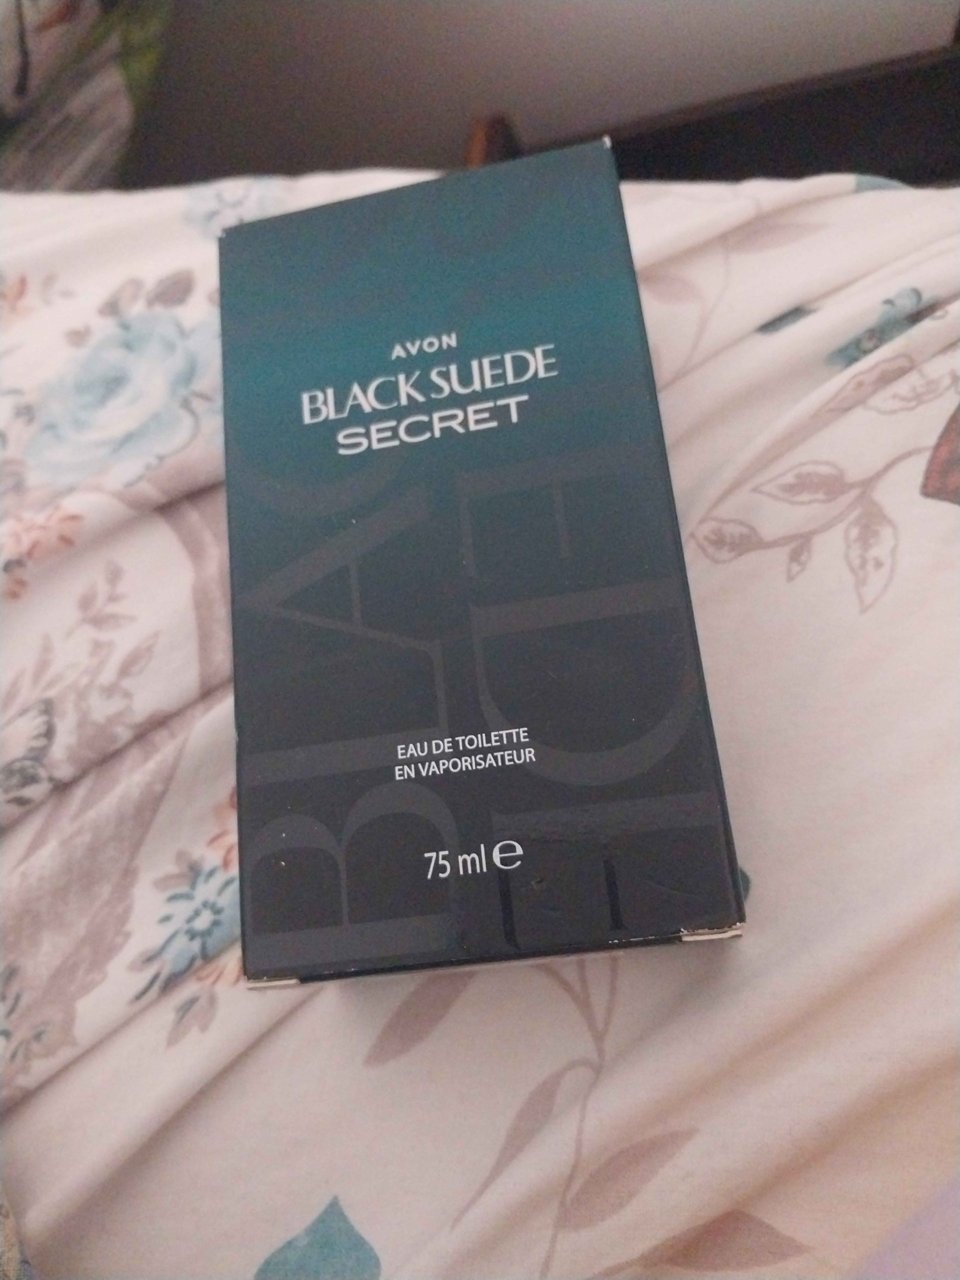 AVON
BLACK SUEDE
SECRET
EAU DE TOILETTE
EN VAPORISATEUR
75 ml ℮